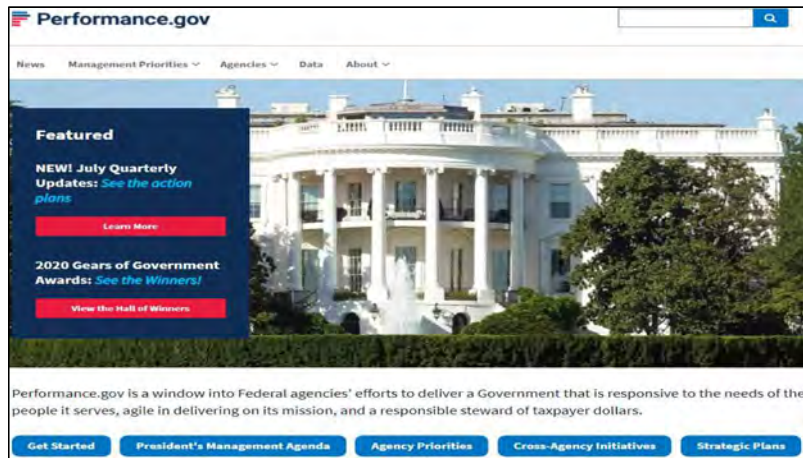 Performance.gov
News Management Priorities Agencies Data About
Featured
NEW! July Quarterly
Updates: See the action
plans
Learn More
2020 Gears of Government
Awards: See the Winners!
View the Hall of Winners
Performance.gov is a window into Federal agencies' efforts to deliver a Government that is responsive to the needs of the
people it serves, agile in delivering on its mission, and a responsible steward of taxpayer dollars.
Get Started President's Management Agenda Agency Priorities Cross-Agency Initiatives Strategic Plans